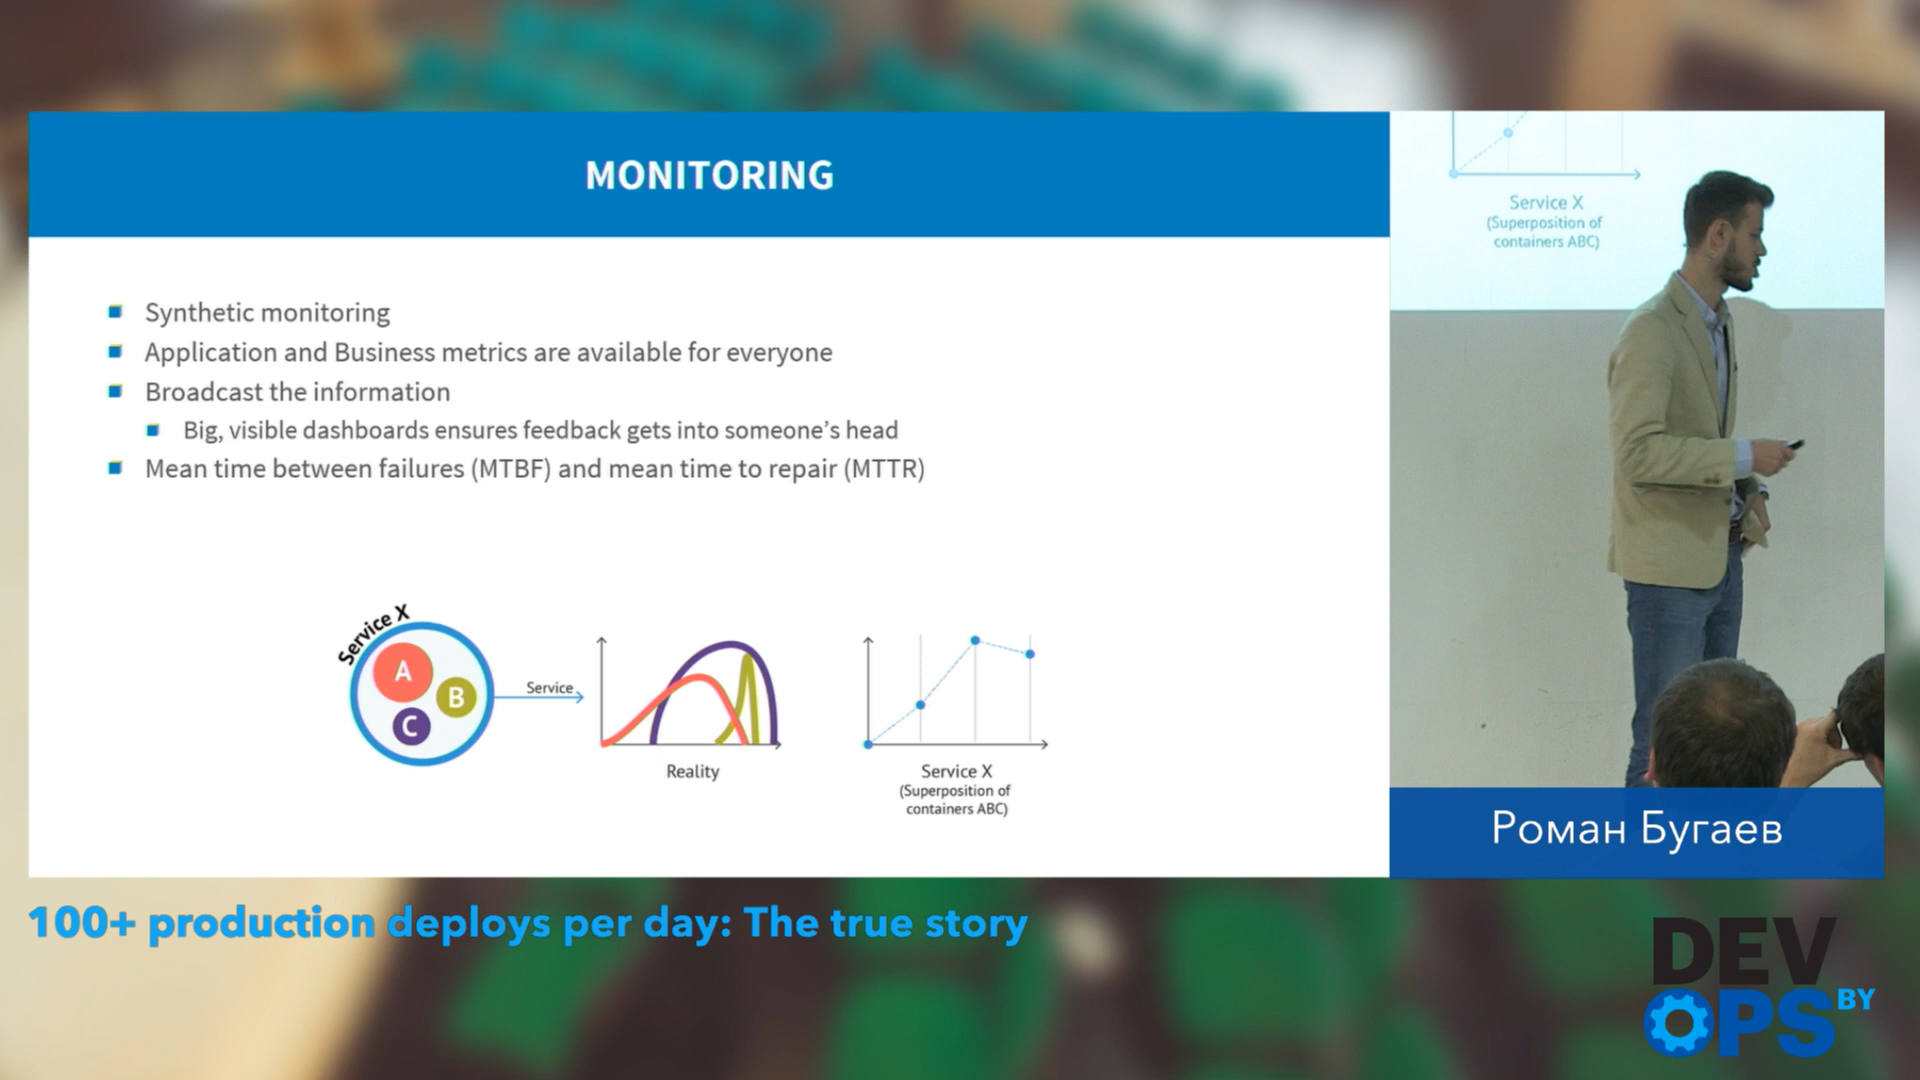 MONITORING
Synthetic monitoring
Application and Business metrics are available for everyone
Broadcast the information
Big, visible dashboards ensures feedback gets into someone's head
Mean time between failures (MTBF) and mean time to repair (MTTR)
Service X
A
B
C
Service
Reality
Service X
(Superposition of
containers ABC)
Service X
(Superposition of
containers ABC)
Роман Бугаев
100+ production deploys per day: The true story
DEV
OPS BY